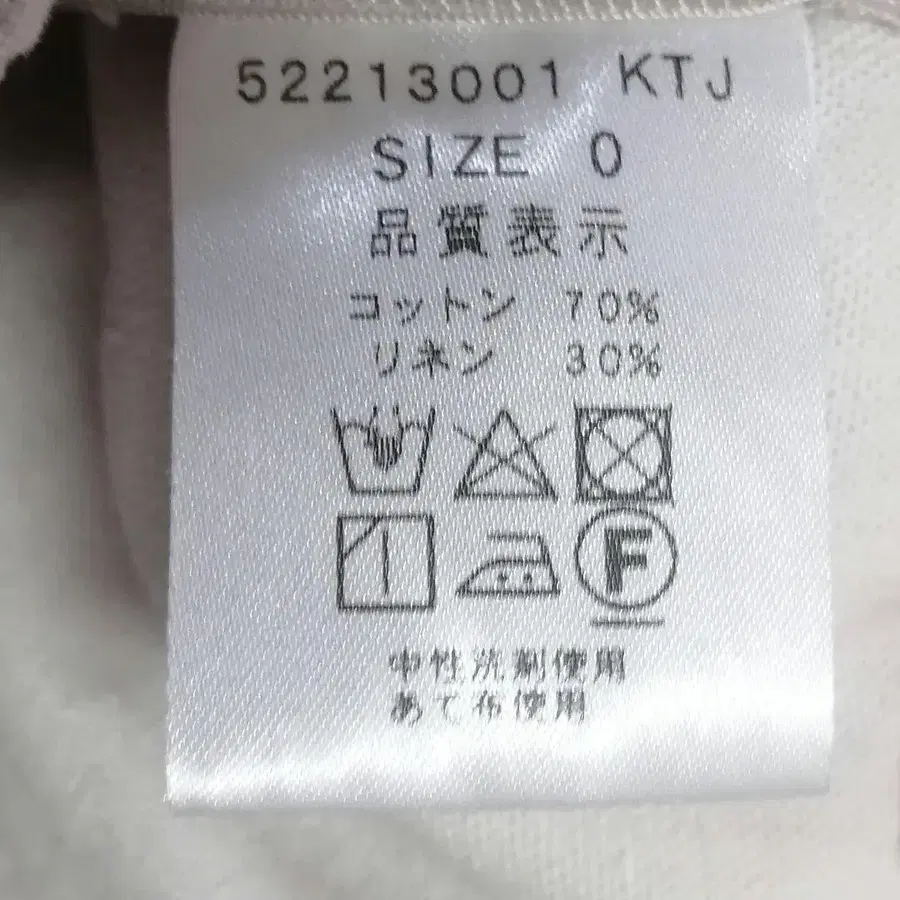 52213001 KTJ
SIZE 0
品質表示
コットン 70%
リネン 30%
F
中性洗剤使用
あて布使用